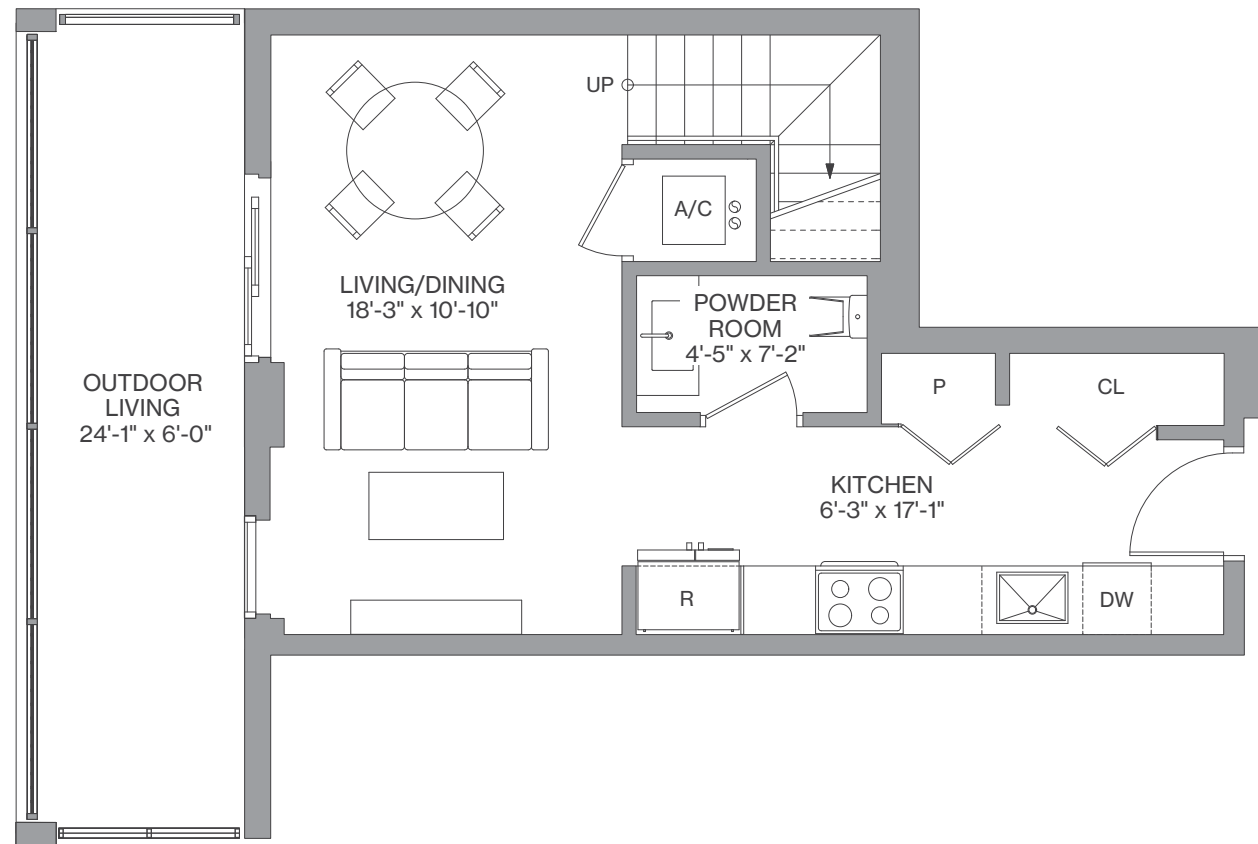 UP
A/C
LIVING/DINING
18'-3" x 10'-10"
POWDER
ROOM
4'-5" x 7'-2"
OUTDOOR
LIVING
24'-1" x 6'-0"
P
CL
KITCHEN
6'-3" x 17'-1"
R
DW